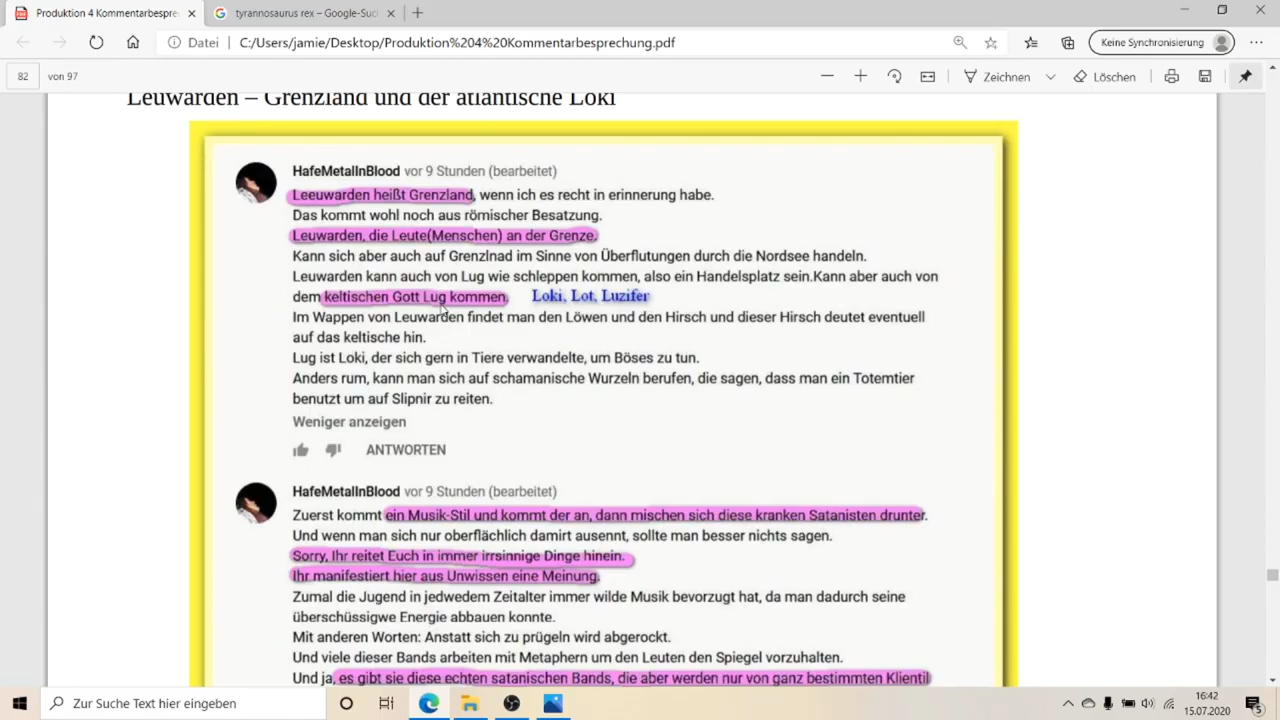 Produktion 4 Kommentarbespre
tyrannosaurus rex – Google-Suc
Datei
C:/Users/jamie/Desktop/Produktion%204%20Kommentarbesprechung.pdf
Keine Synchronisierung
82 von 97
Zeichnen
Löschen
Leuwarden – Grenzland und der atlantische Loki
HafeMetalInBlood vor 9 Stunden (bearbeitet)
Leeuwarden heißt Grenzland, wenn ich es recht in erinnerung habe.
Das kommt wohl noch aus römischer Besatzung.
Leuwarden, die Leute(Menschen) an der Grenze.
Kann sich aber auch auf Grenzlnad im Sinne von Überflutungen durch die Nordsee handeln.
Leuwarden kann auch von Lug wie schleppen kommen, also ein Handelsplatz sein.Kann aber auch von
dem keltischen Gott Lug kommen. Loki, Lot, Luzifer
Im Wappen von Leuwarden findet man den Löwen und den Hirsch und dieser Hirsch deutet eventuell
auf das keltische hin.
Lug ist Loki, der sich gern in Tiere verwandelte, um Böses zu tun.
Anders rum, kann man sich auf schamanische Wurzeln berufen, die sagen, dass man ein Totemtier
benutzt um auf Slipnir zu reiten.
Weniger anzeigen
ANTWORTEN
HafeMetalInBlood vor 9 Stunden (bearbeitet)
Zuerst kommt ein Musik-Stil und kommt der an, dann mischen sich diese kranken Satanisten drunter.
Und wenn man sich nur oberflächlich damirt ausennt, sollte man besser nichts sagen.
Sorry, Ihr reitet Euch in immer irrsinnige Dinge hinein.
Ihr manifestiert hier aus Unwissen eine Meinung.
Zumal die Jugend in jedwedem Zeitalter immer wilde Musik bevorzugt hat, da man dadurch seine
überschüssigwe Energie abbauen konnte.
Mit anderen Worten: Anstatt sich zu prügeln wird abgerockt.
Und viele dieser Bands arbeiten mit Metaphern um den Leuten den Spiegel vorzuhalten.
Und ja, es gibt sie diese echten satanischen Bands, die aber werden nur von ganz bestimmten Klientil
Zur Suche Text hier eingeben
16:42
15.07.2020
5